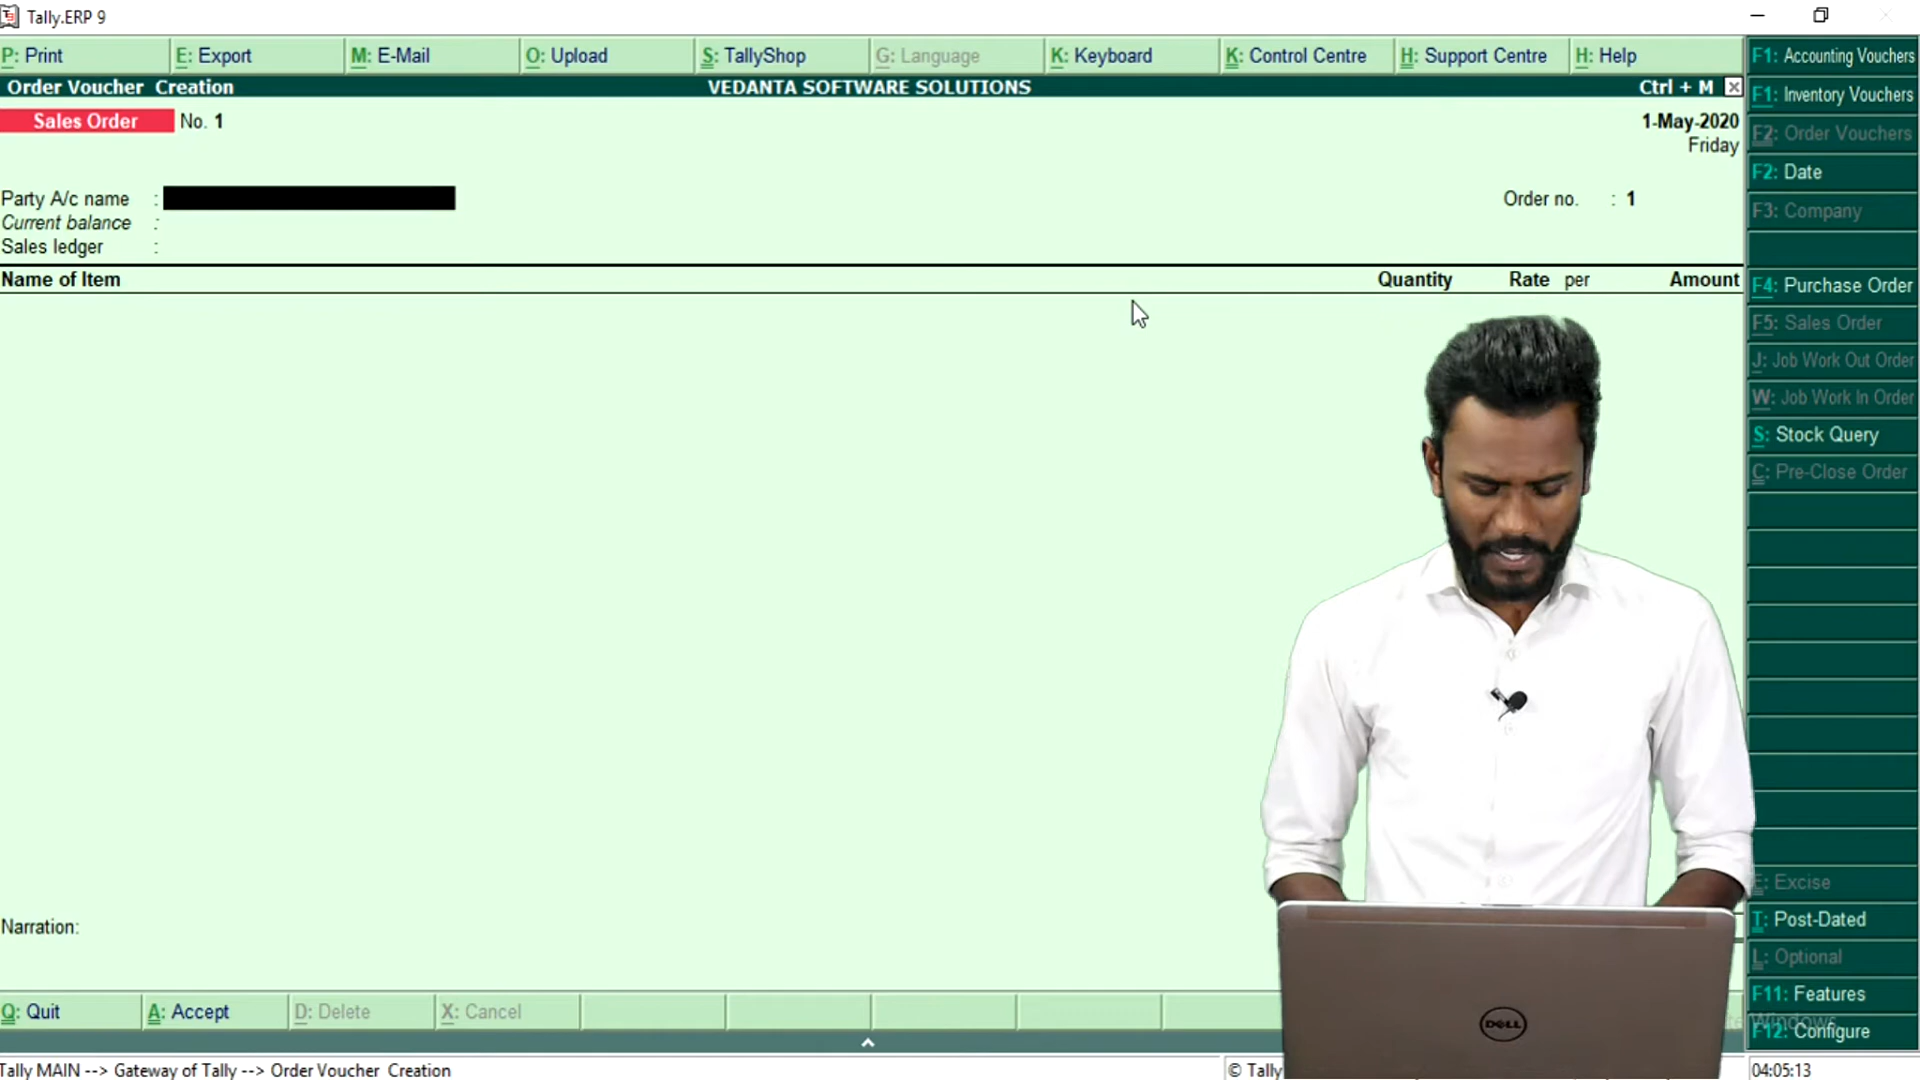 Tally.ERP 9
P: Print
E: Export
M: E-Mail
O: Upload
S: TallyShop
G: Language
K: Keyboard
K: Control Centre
H: Support Centre
H: Help
Order Voucher Creation
VEDANTA SOFTWARE SOLUTIONS
Ctrl + M
Sales Order No. 1
1-May-2020
Friday
Party A/c name :
Order no. : 1
Current balance :
Sales ledger :
Name of Item Quantity Rate per Amount
Narration:
Q: Quit
A: Accept
D: Delete
X: Cancel
Tally MAIN --> Gateway of Tally --> Order Voucher Creation
© Tally
04:05:13
F1: Accounting Vouchers
F1: Inventory Vouchers
F2: Order Vouchers
F2: Date
F3: Company
F4: Purchase Order
F5: Sales Order
J: Job Work Out Order
W: Job Work In Order
S: Stock Query
C: Pre-Close Order
E: Excise
T: Post-Dated
L: Optional
F11: Features
Windows
F12: Configure
DELL